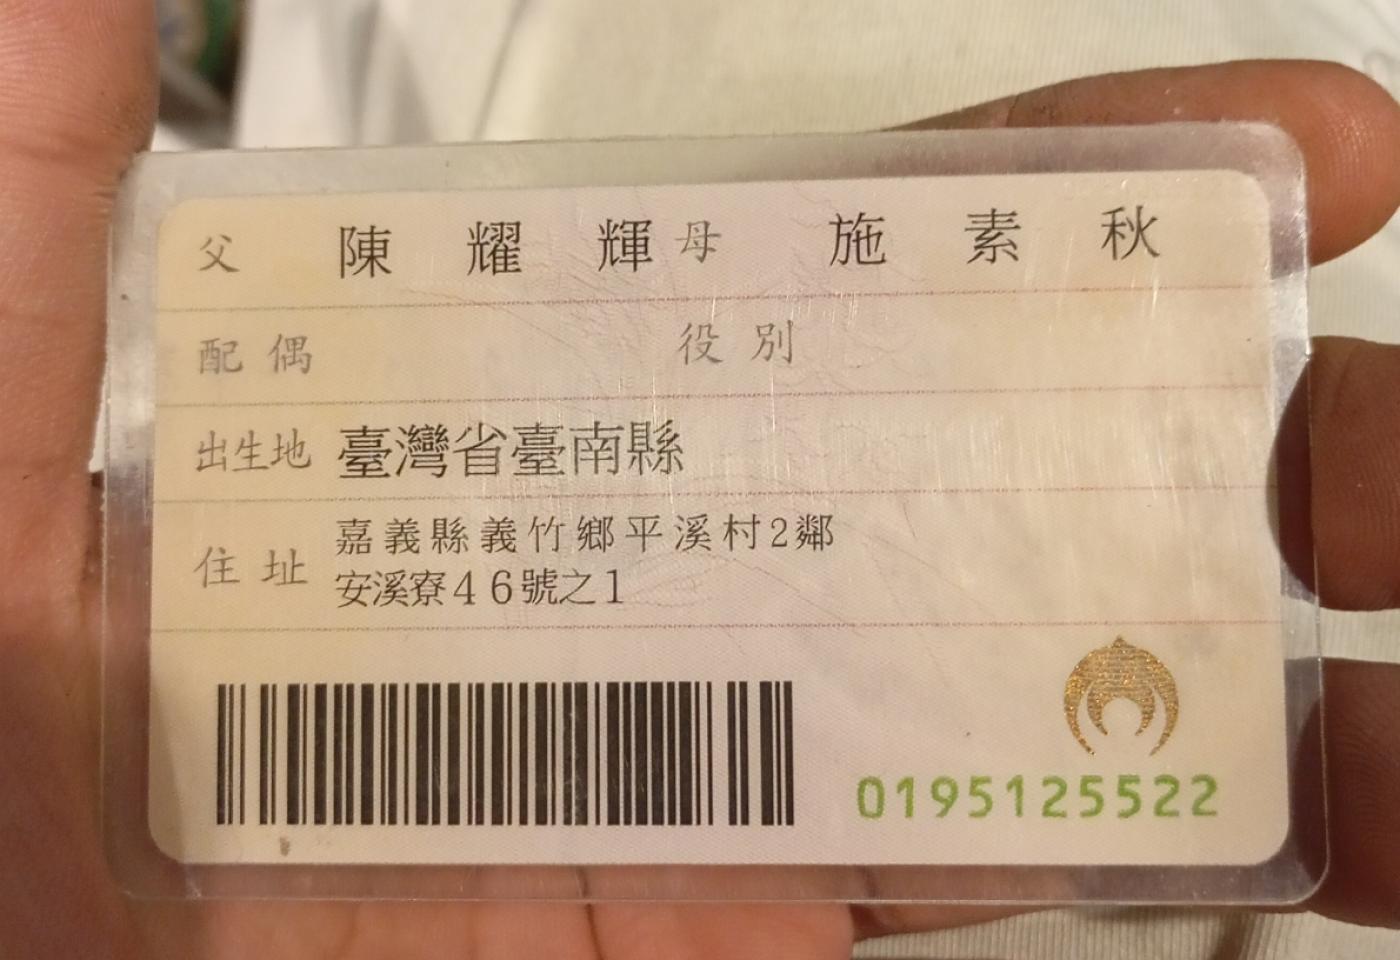 父 陳耀輝 母 施素秋
配偶 役別
出生地 臺灣省臺南縣
住址 嘉義縣義竹鄉平溪村2鄰
安溪寮46號之1
0195125522